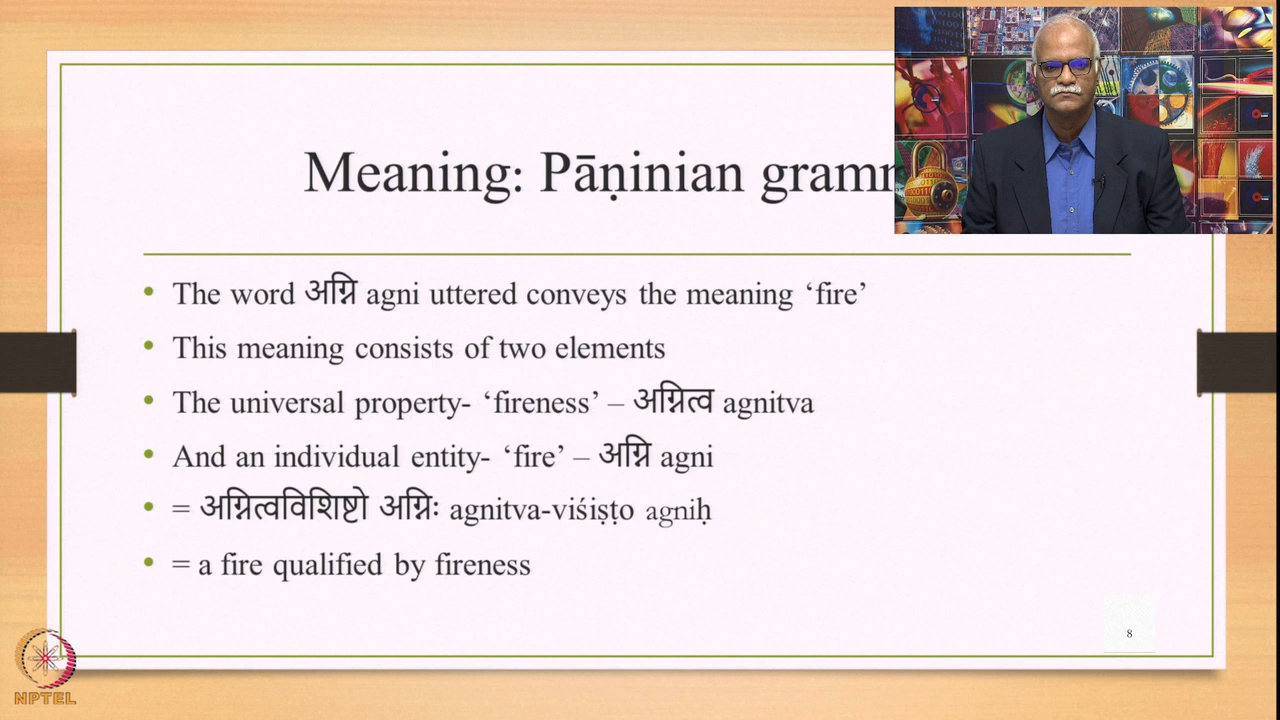 Meaning: Pāṇinian gramm
• The word अग्नि agni uttered conveys the meaning ‘fire’
• This meaning consists of two elements
• The universal property- ‘fireness’ – अग्नित्व agnitva
• And an individual entity- ‘fire’ – अग्नि agni
• = अग्नित्वविशिष्टो अग्निः agnitva-viśiṣṭo agniḥ
• = a fire qualified by fireness
8
NPTEL